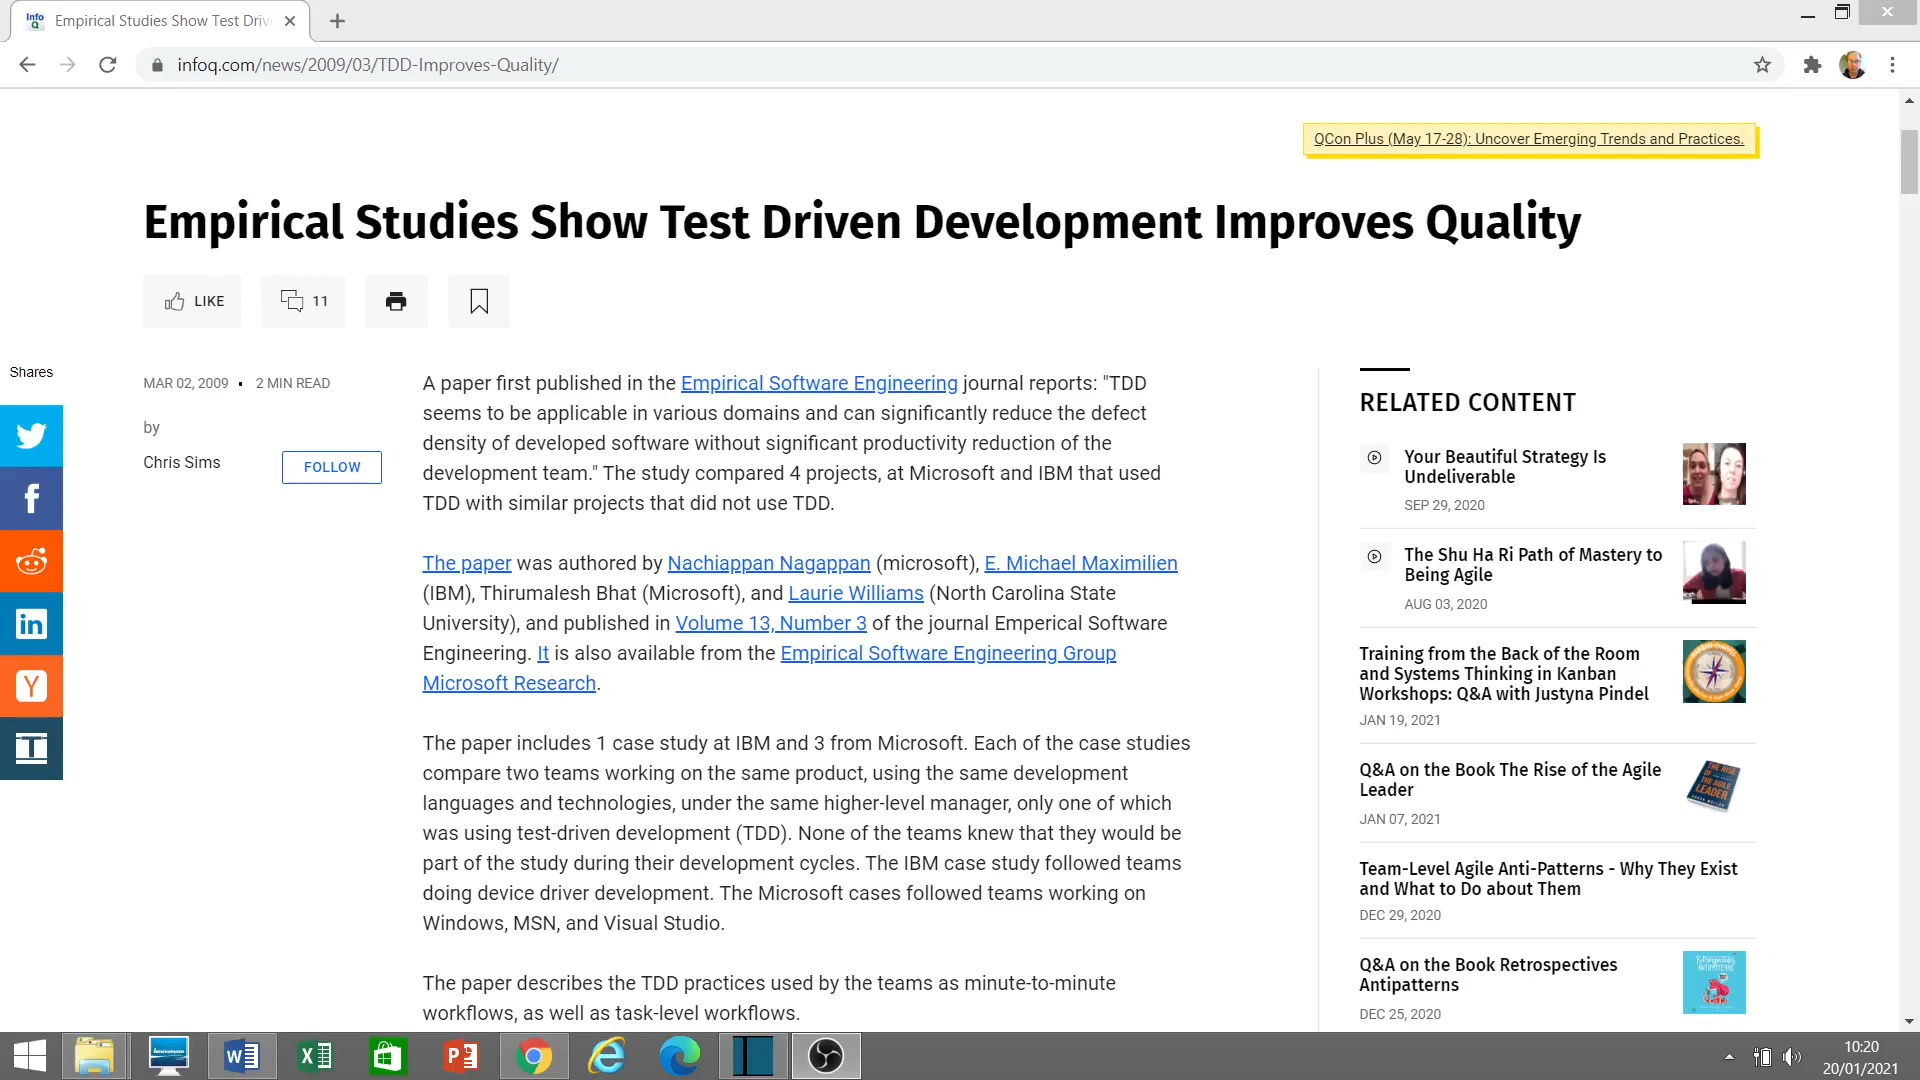 Info Q
Empirical Studies Show Test Driv
infoq.com/news/2009/03/TDD-Improves-Quality/
QCon Plus (May 17-28): Uncover Emerging Trends and Practices.
Empirical Studies Show Test Driven Development Improves Quality
LIKE
11
Shares
MAR 02, 2009 • 2 MIN READ
by
Chris Sims
FOLLOW
A paper first published in the Empirical Software Engineering journal reports: "TDD
seems to be applicable in various domains and can significantly reduce the defect
density of developed software without significant productivity reduction of the
development team." The study compared 4 projects, at Microsoft and IBM that used
TDD with similar projects that did not use TDD.
The paper was authored by Nachiappan Nagappan (microsoft), E. Michael Maximilien
(IBM), Thirumalesh Bhat (Microsoft), and Laurie Williams (North Carolina State
University), and published in Volume 13, Number 3 of the journal Emperical Software
Engineering. It is also available from the Empirical Software Engineering Group
Microsoft Research.
The paper includes 1 case study at IBM and 3 from Microsoft. Each of the case studies
compare two teams working on the same product, using the same development
languages and technologies, under the same higher-level manager, only one of which
was using test-driven development (TDD). None of the teams knew that they would be
part of the study during their development cycles. The IBM case study followed teams
doing device driver development. The Microsoft cases followed teams working on
Windows, MSN, and Visual Studio.
The paper describes the TDD practices used by the teams as minute-to-minute
workflows, as well as task-level workflows.
RELATED CONTENT
Your Beautiful Strategy Is
Undeliverable
SEP 29, 2020
The Shu Ha Ri Path of Mastery to
Being Agile
AUG 03, 2020
Training from the Back of the Room
and Systems Thinking in Kanban
Workshops: Q&A with Justyna Pindel
JAN 19, 2021
Q&A on the Book The Rise of the Agile
Leader
JAN 07, 2021
THE RISE
OF
THE AGILE
LEADER
Team-Level Agile Anti-Patterns - Why They Exist
and What to Do about Them
DEC 29, 2020
Q&A on the Book Retrospectives
Antipatterns
DEC 25, 2020
10:20
20/01/2021